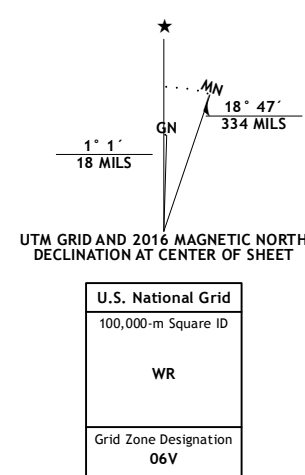 ★
MN
18° 47´
334 MILS
GN
1° 1´
18 MILS
UTM GRID AND 2016 MAGNETIC NORTH
DECLINATION AT CENTER OF SHEET
U.S. National Grid
100,000-m Square ID
WR
Grid Zone Designation
06V